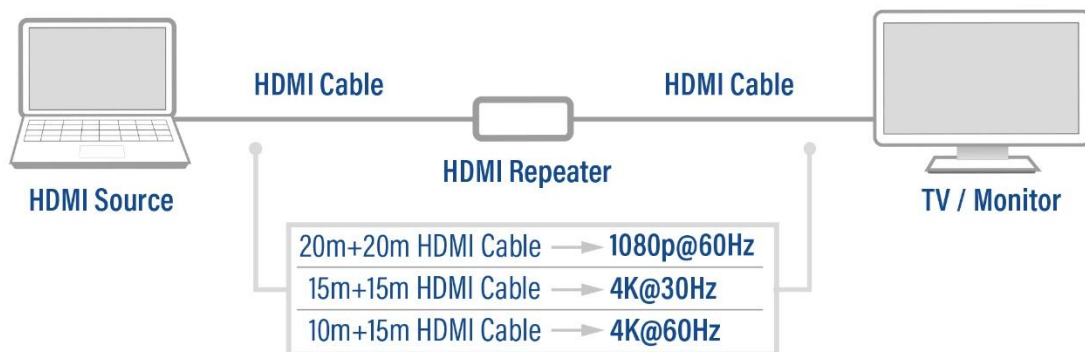 HDMI Cable
HDMI Cable
HDMI Repeater
HDMI Source
TV / Monitor
20m+20m HDMI Cable 1080p@60Hz
15m+15m HDMI Cable 4K@30Hz
10m+15m HDMI Cable 4K@60Hz